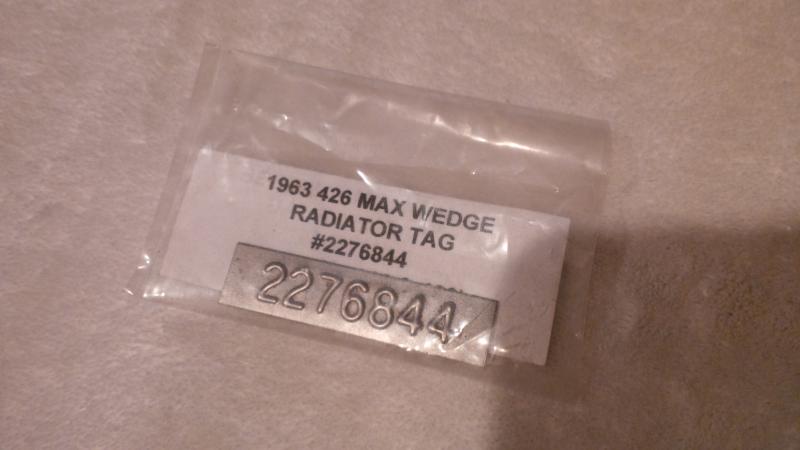 1963 426 MAX WEDGE
RADIATOR TAG
#2276844
2276844